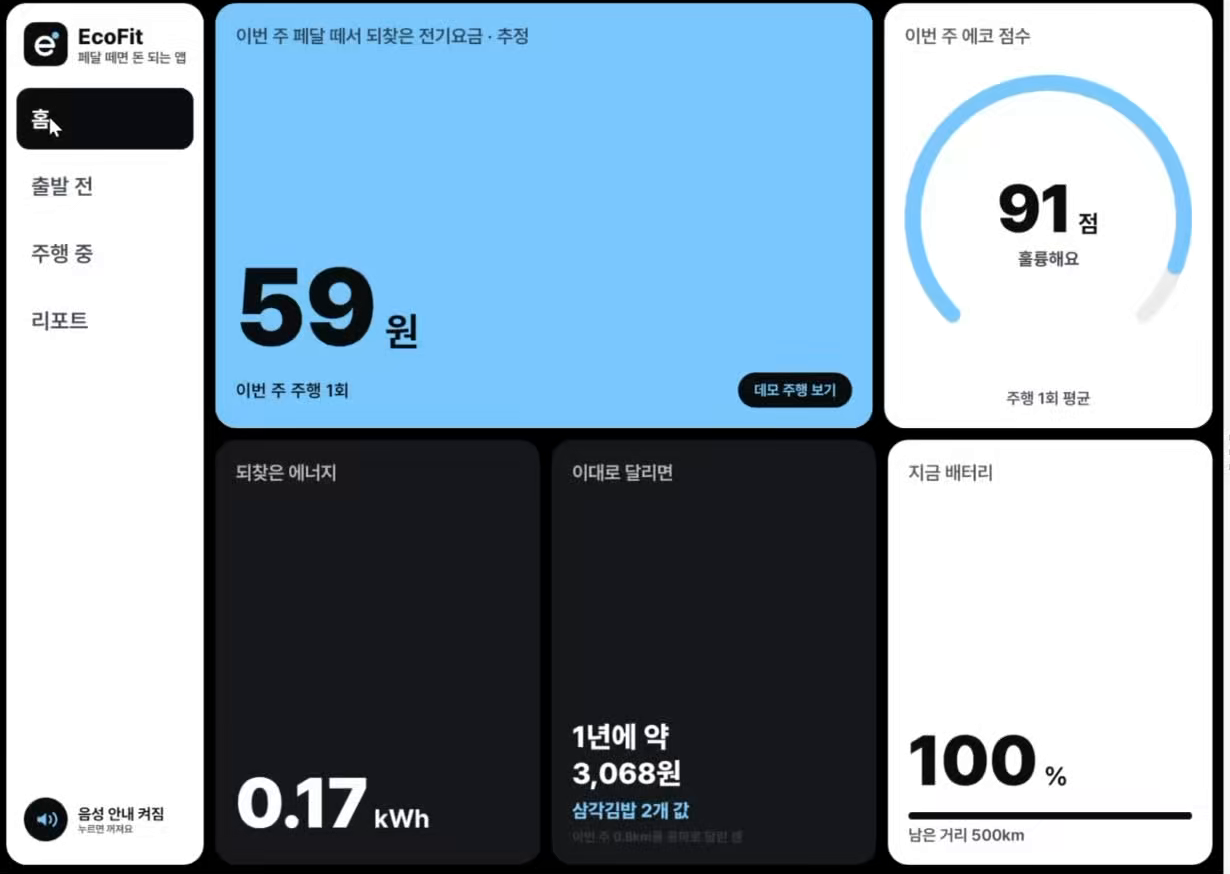 EcoFit
페달 떼면 돈 되는 앱
홈
출발 전
주행 중
리포트
음성 안내 켜짐
누르면 꺼져요
이번 주 페달 떼서 되찾은 전기요금 · 추정
59 원
이번 주 주행 1회
데모 주행 보기
이번 주 에코 점수
91 점
훌륭해요
주행 1회 평균
되찾은 에너지
0.17 kWh
이대로 달리면
1년에 약
3,068원
삼각김밥 2개 값
이번 주
지금 배터리
100 %
남은 거리 500km